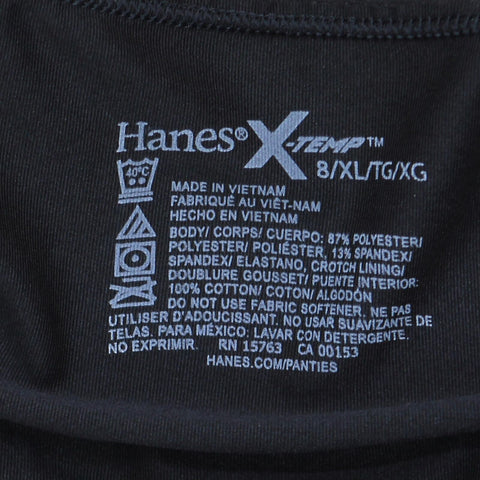 Hanes® X-TEMP™
8/XL/TG/XG
40°C
MADE IN VIETNAM
FABRIQUÉ AU VIÊT-NAM
HECHO EN VIETNAM
BODY/ CORPS/ CUERPO: 87% POLYESTER/
POLYESTER/ POLIÉSTER, 13% SPANDEX/
SPANDEX/ ELASTANO, CROTCH LINING/
DOUBLURE GOUSSET/ PUENTE INTERIOR:
100% COTTON/ COTON/ ALGODÓN
DO NOT USE FABRIC SOFTENER. NE PAS
UTILISER D'ADOUCISSANT. NO USAR SUAVIZANTE DE
TELAS. PARA MÉXICO: LAVAR CON DETERGENTE.
NO EXPRIMIR. RN 15763 CA 00153
HANES.COM/PANTIES